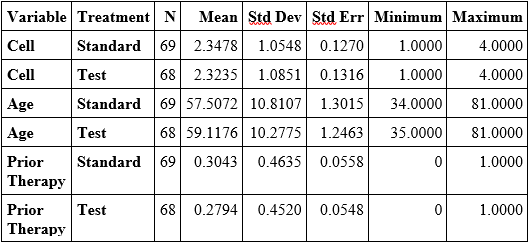 Variable Treatment N Mean Std Dev Std Err Minimum Maximum
Cell Standard 69 2.3478 1.0548 0.1270 1.0000 4.0000
Cell Test 68 2.3235 1.0851 0.1316 1.0000 4.0000
Age Standard 69 57.5072 10.8107 1.3015 34.0000 81.0000
Age Test 68 59.1176 10.2775 1.2463 35.0000 81.0000
Prior Standard 69 0.3043 0.4635 0.0558 0 1.0000
Therapy
Prior Test 68 0.2794 0.4520 0.0548 0 1.0000
Therapy